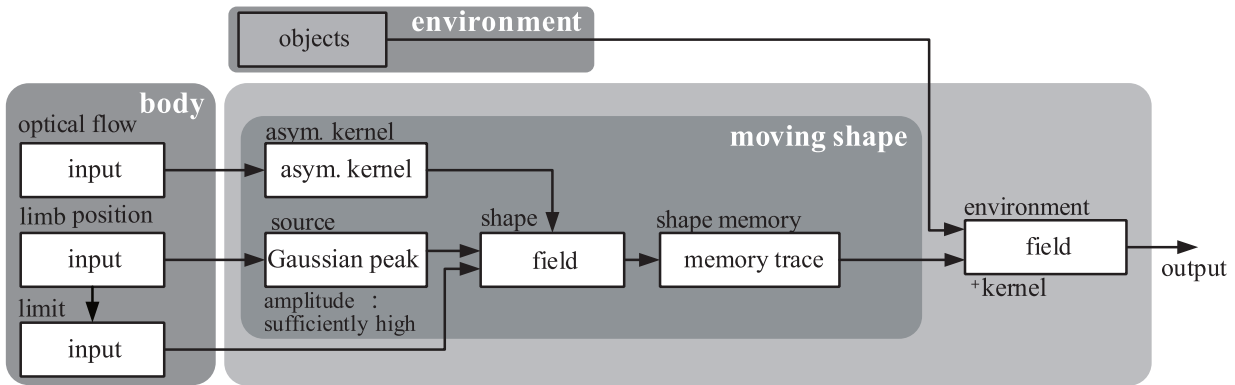 environment
objects
body
optical flow
input
asym. kernel
asym. kernel
moving shape
limb position
input
source
Gaussian peak
amplitude :
sufficiently high
shape
field
shape memory
memory trace
environment
field
+kernel
output
limit
input